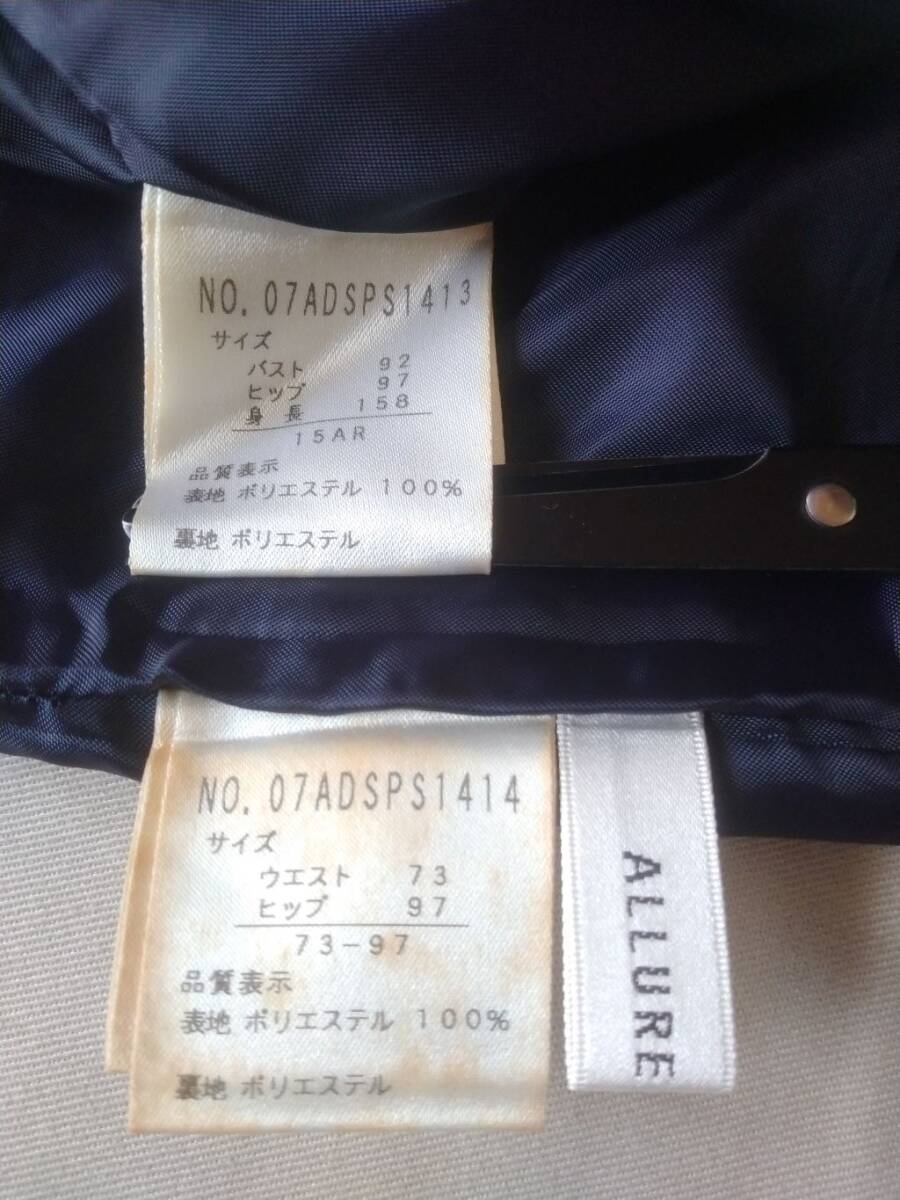 NO. 07ADSPS1413
サイズ
バスト 92
ヒップ 97
身長 158
15AR
品質表示
表地 ポリエステル 100%
裏地 ポリエステル
NO. 07ADSPS1414
サイズ
ウエスト 73
ヒップ 97
73-97
品質表示
表地 ポリエステル 100%
裏地 ポリエステル
ALLURE